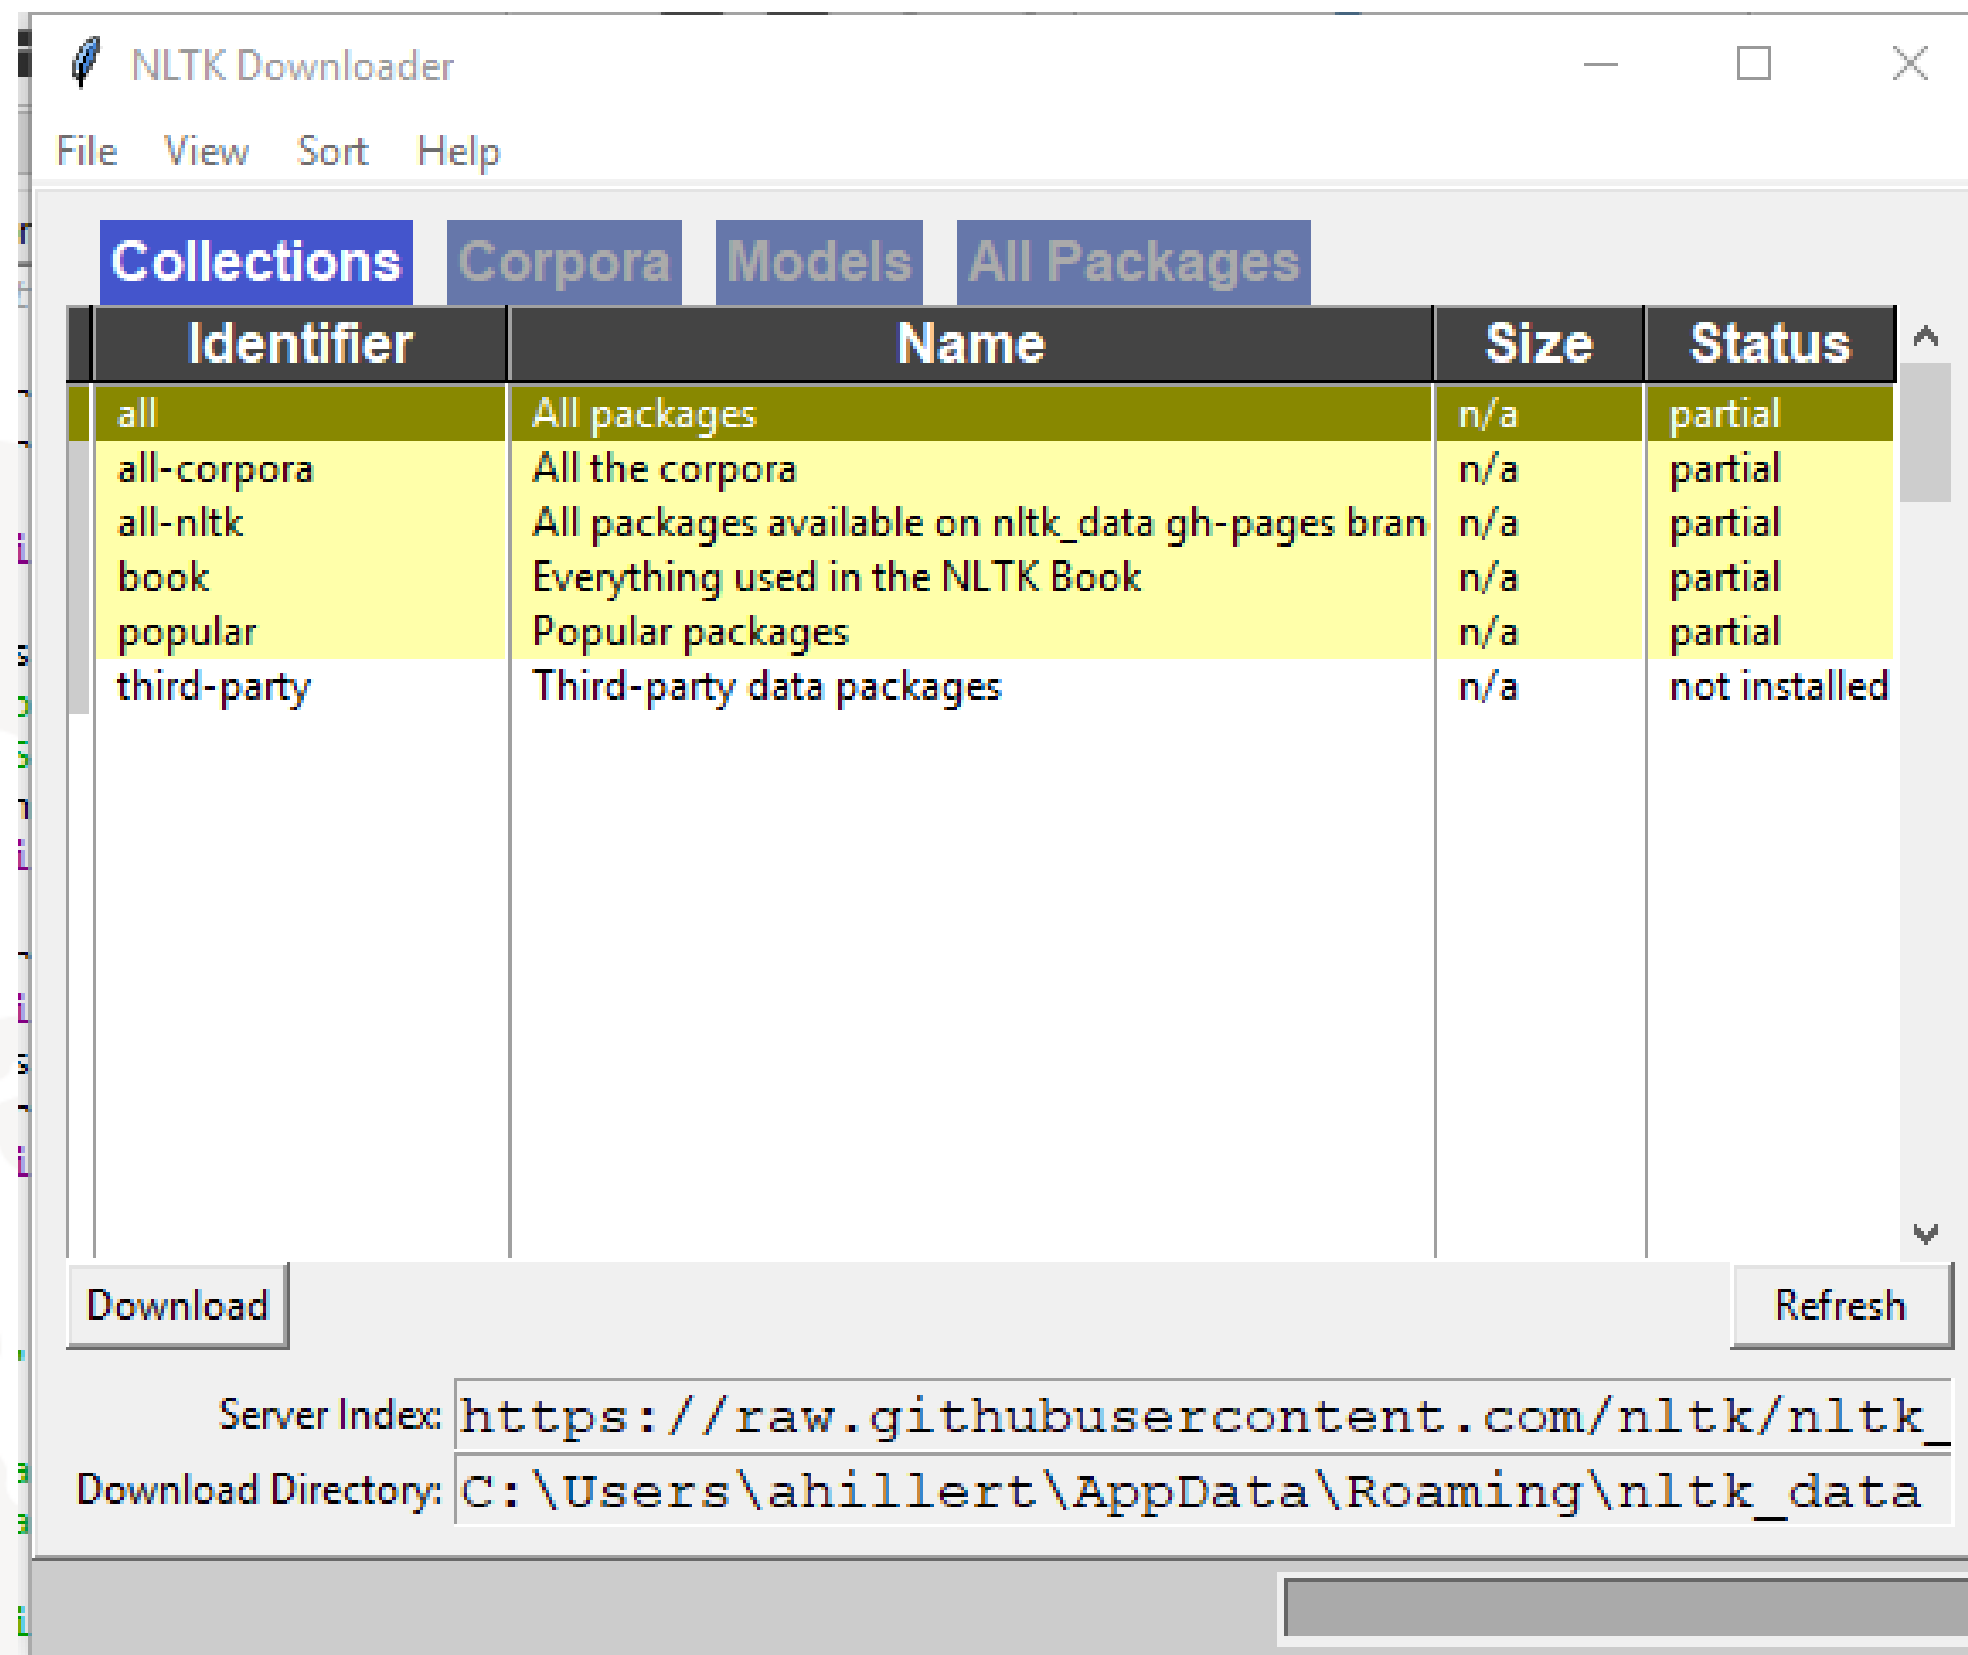 NLTK Downloader
File View Sort Help
Collections Corpora Models All Packages
Identifier Name Size Status
all All packages n/a partial
all-corpora All the corpora n/a partial
all-nltk All packages available on nltk_data gh-pages bran n/a partial
book Everything used in the NLTK Book n/a partial
popular Popular packages n/a partial
third-party Third-party data packages n/a not installed
Download Refresh
Server Index: https://raw.githubusercontent.com/nltk/nltk_
Download Directory: C:\Users\ahillert\AppData\Roaming\nltk_data